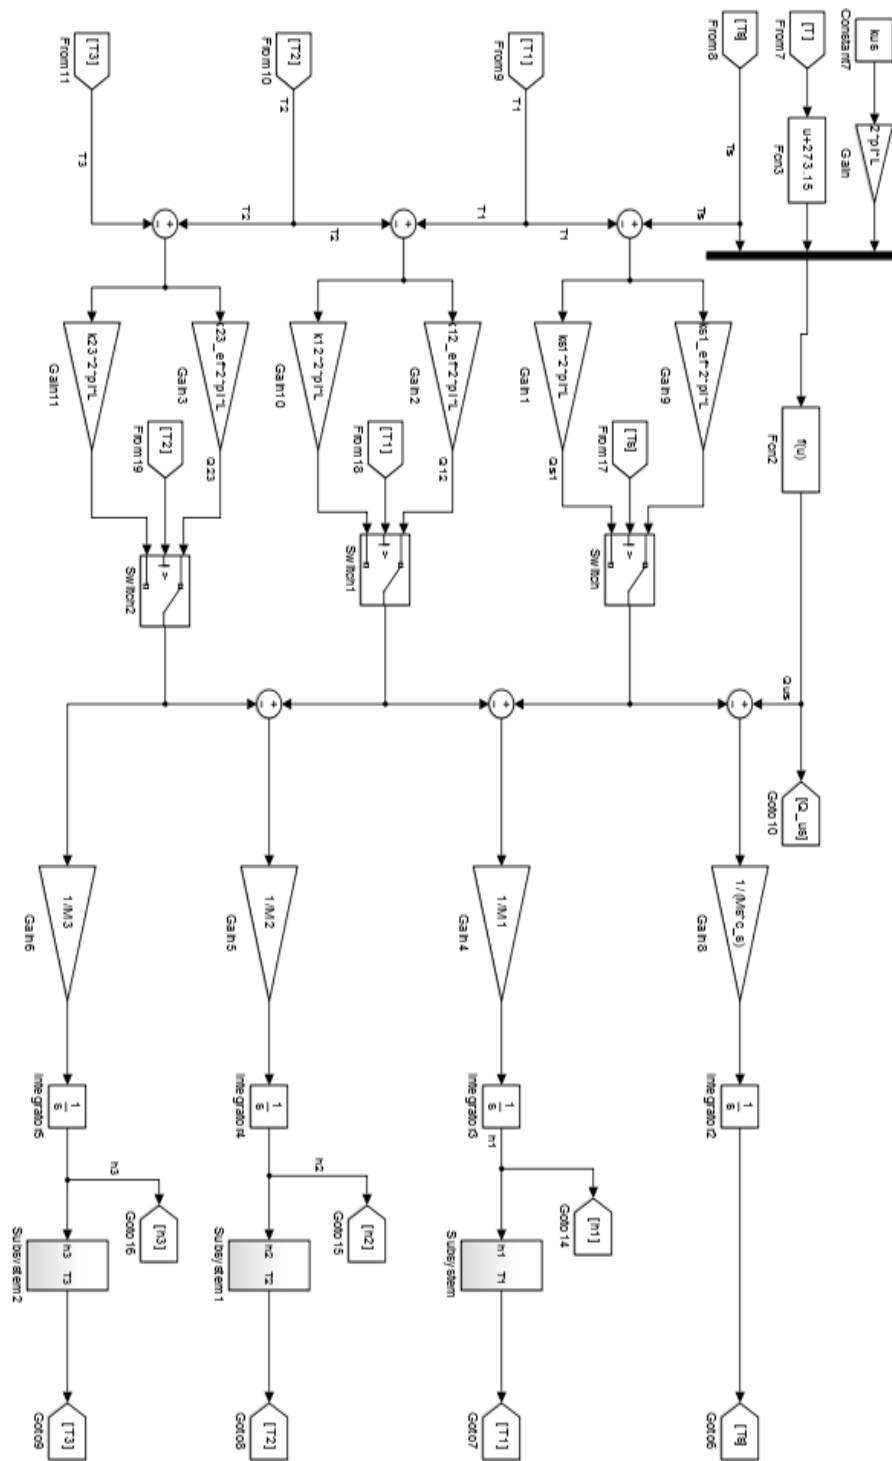 kus
Constant7
2*pi*L
Gain
[T]
From7
u+273.15
Fcn3
f(u)
Fcn2
Qus
[Q_us]
Goto10
[Ts]
From8
Ts
Ts
ks1_ef*2*pi*L
Gain9
[Ts]
From17
ks1*2*pi*L
Gain1
Qs1
Switch
1/(Ms*c_s)
Gain8
1
s
Integrator2
[Ts]
Goto6
[T1]
From9
T1
T1
T1
k12_ef*2*pi*L
Gain2
Q12
[T1]
From18
k12*2*pi*L
Gain10
Switch1
1/M1
Gain4
1
s
Integrator3
h1
[h1]
Goto14
h1
T1
Subsystem
[T1]
Goto7
[T2]
From10
T2
T2
T2
k23_ef*2*pi*L
Gain3
Q23
[T2]
From19
k23*2*pi*L
Gain11
Switch2
1/M2
Gain5
1
s
Integrator4
h2
[h2]
Goto15
h2
T2
Subsystem1
[T2]
Goto8
[T3]
From11
T3
1/M3
Gain6
1
s
Integrator5
h3
[h3]
Goto16
h3
T3
Subsystem2
[T3]
Goto9